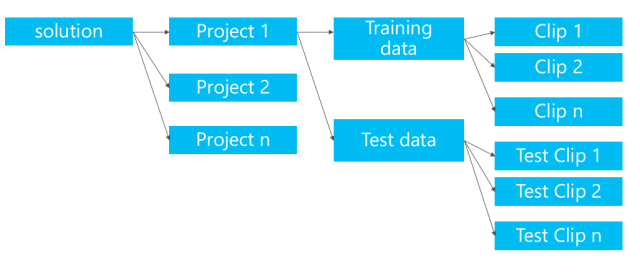 solution
Project 1
Project 2
Project n
Training
data
Test data
Clip 1
Clip 2
Clip n
Test Clip 1
Test Clip 2
Test Clip n